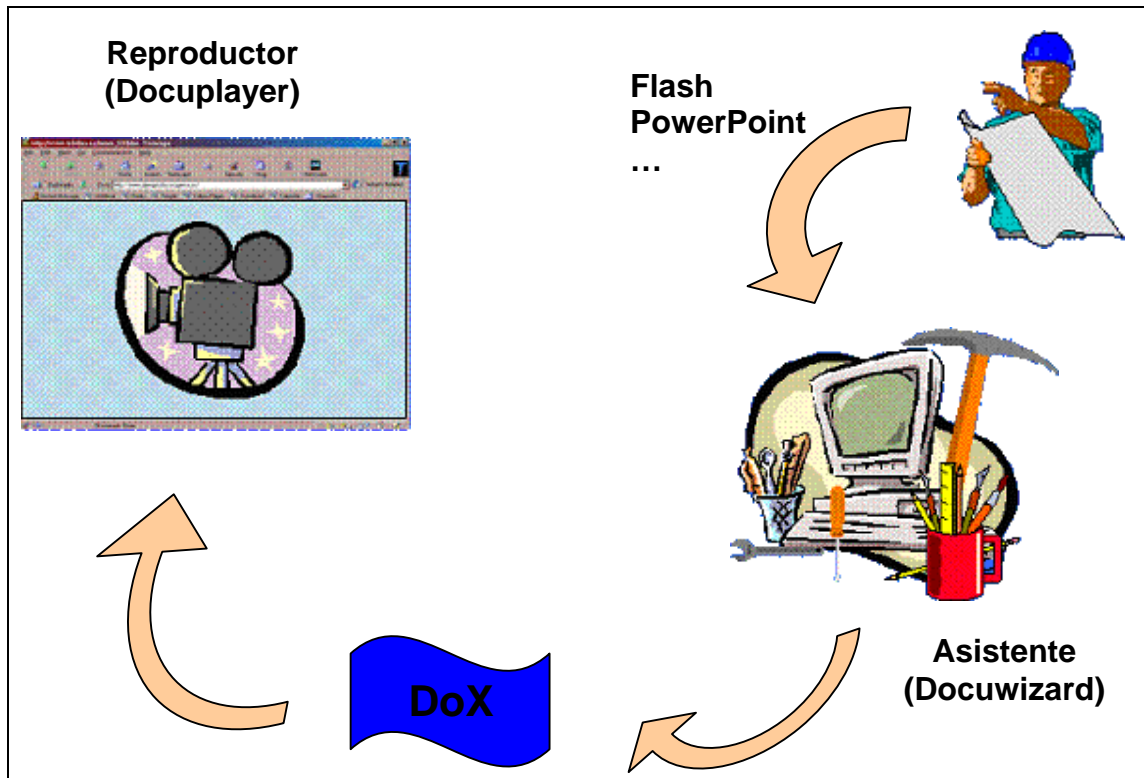 Reproductor
(Docuplayer)
Flash
PowerPoint
...
DoX
Asistente
(Docuwizard)